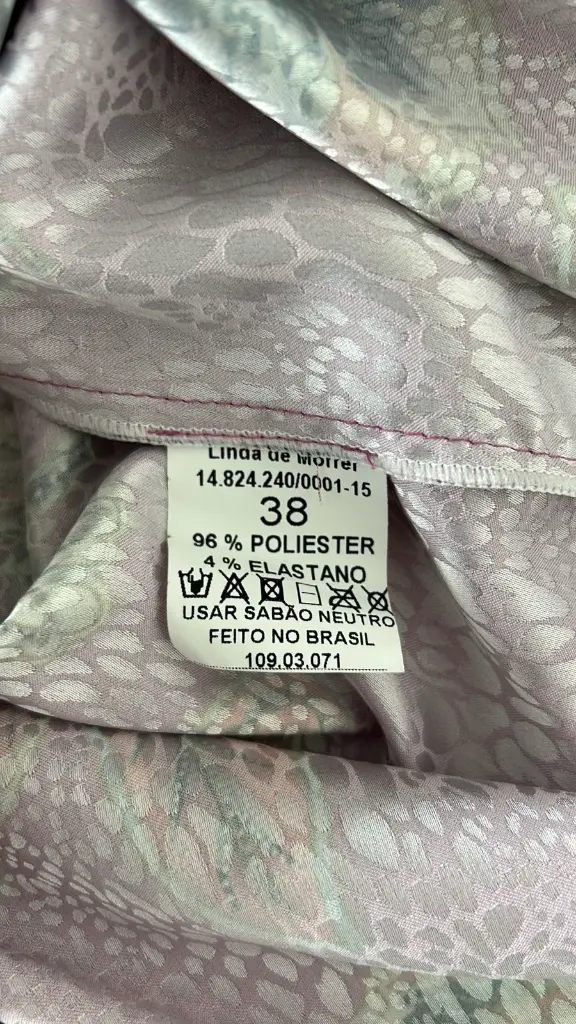 Linda de Morrer
14.824.240/0001-15
38
96 % POLIESTER
4 % ELASTANO
USAR SABÃO NEUTRO
FEITO NO BRASIL
109.03.071